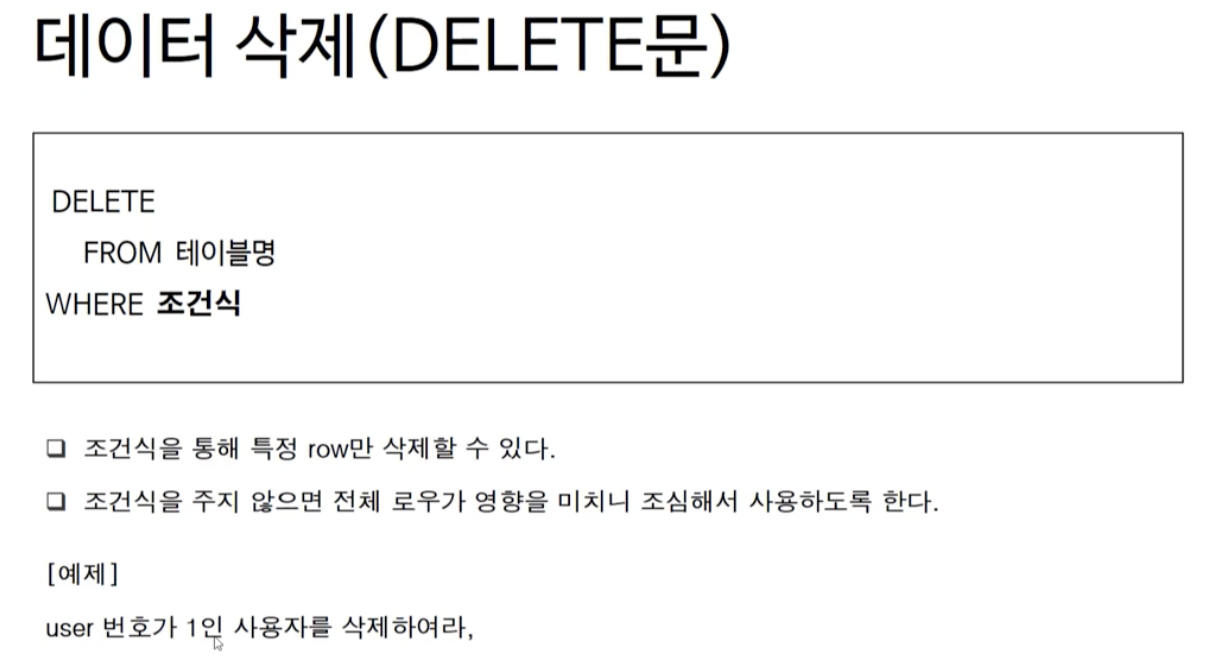 데이터 삭제(DELETE문)
DELETE
FROM 테이블명
WHERE 조건식
❑ 조건식을 통해 특정 row만 삭제할 수 있다.
❑ 조건식을 주지 않으면 전체 로우가 영향을 미치니 조심해서 사용하도록 한다.
[예제]
user 번호가 1인 사용자를 삭제하여라,